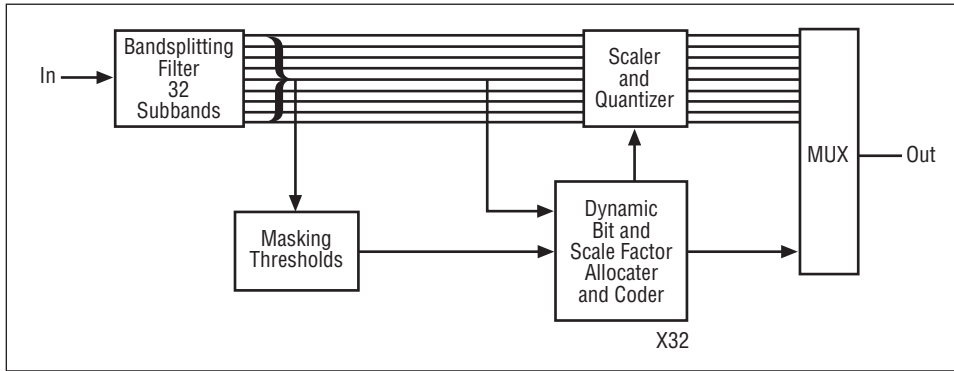 In
Bandsplitting
Filter
32
Subbands
Scaler
and
Quantizer
MUX
Out
Masking
Thresholds
Dynamic
Bit and
Scale Factor
Allocater
and Coder
X32